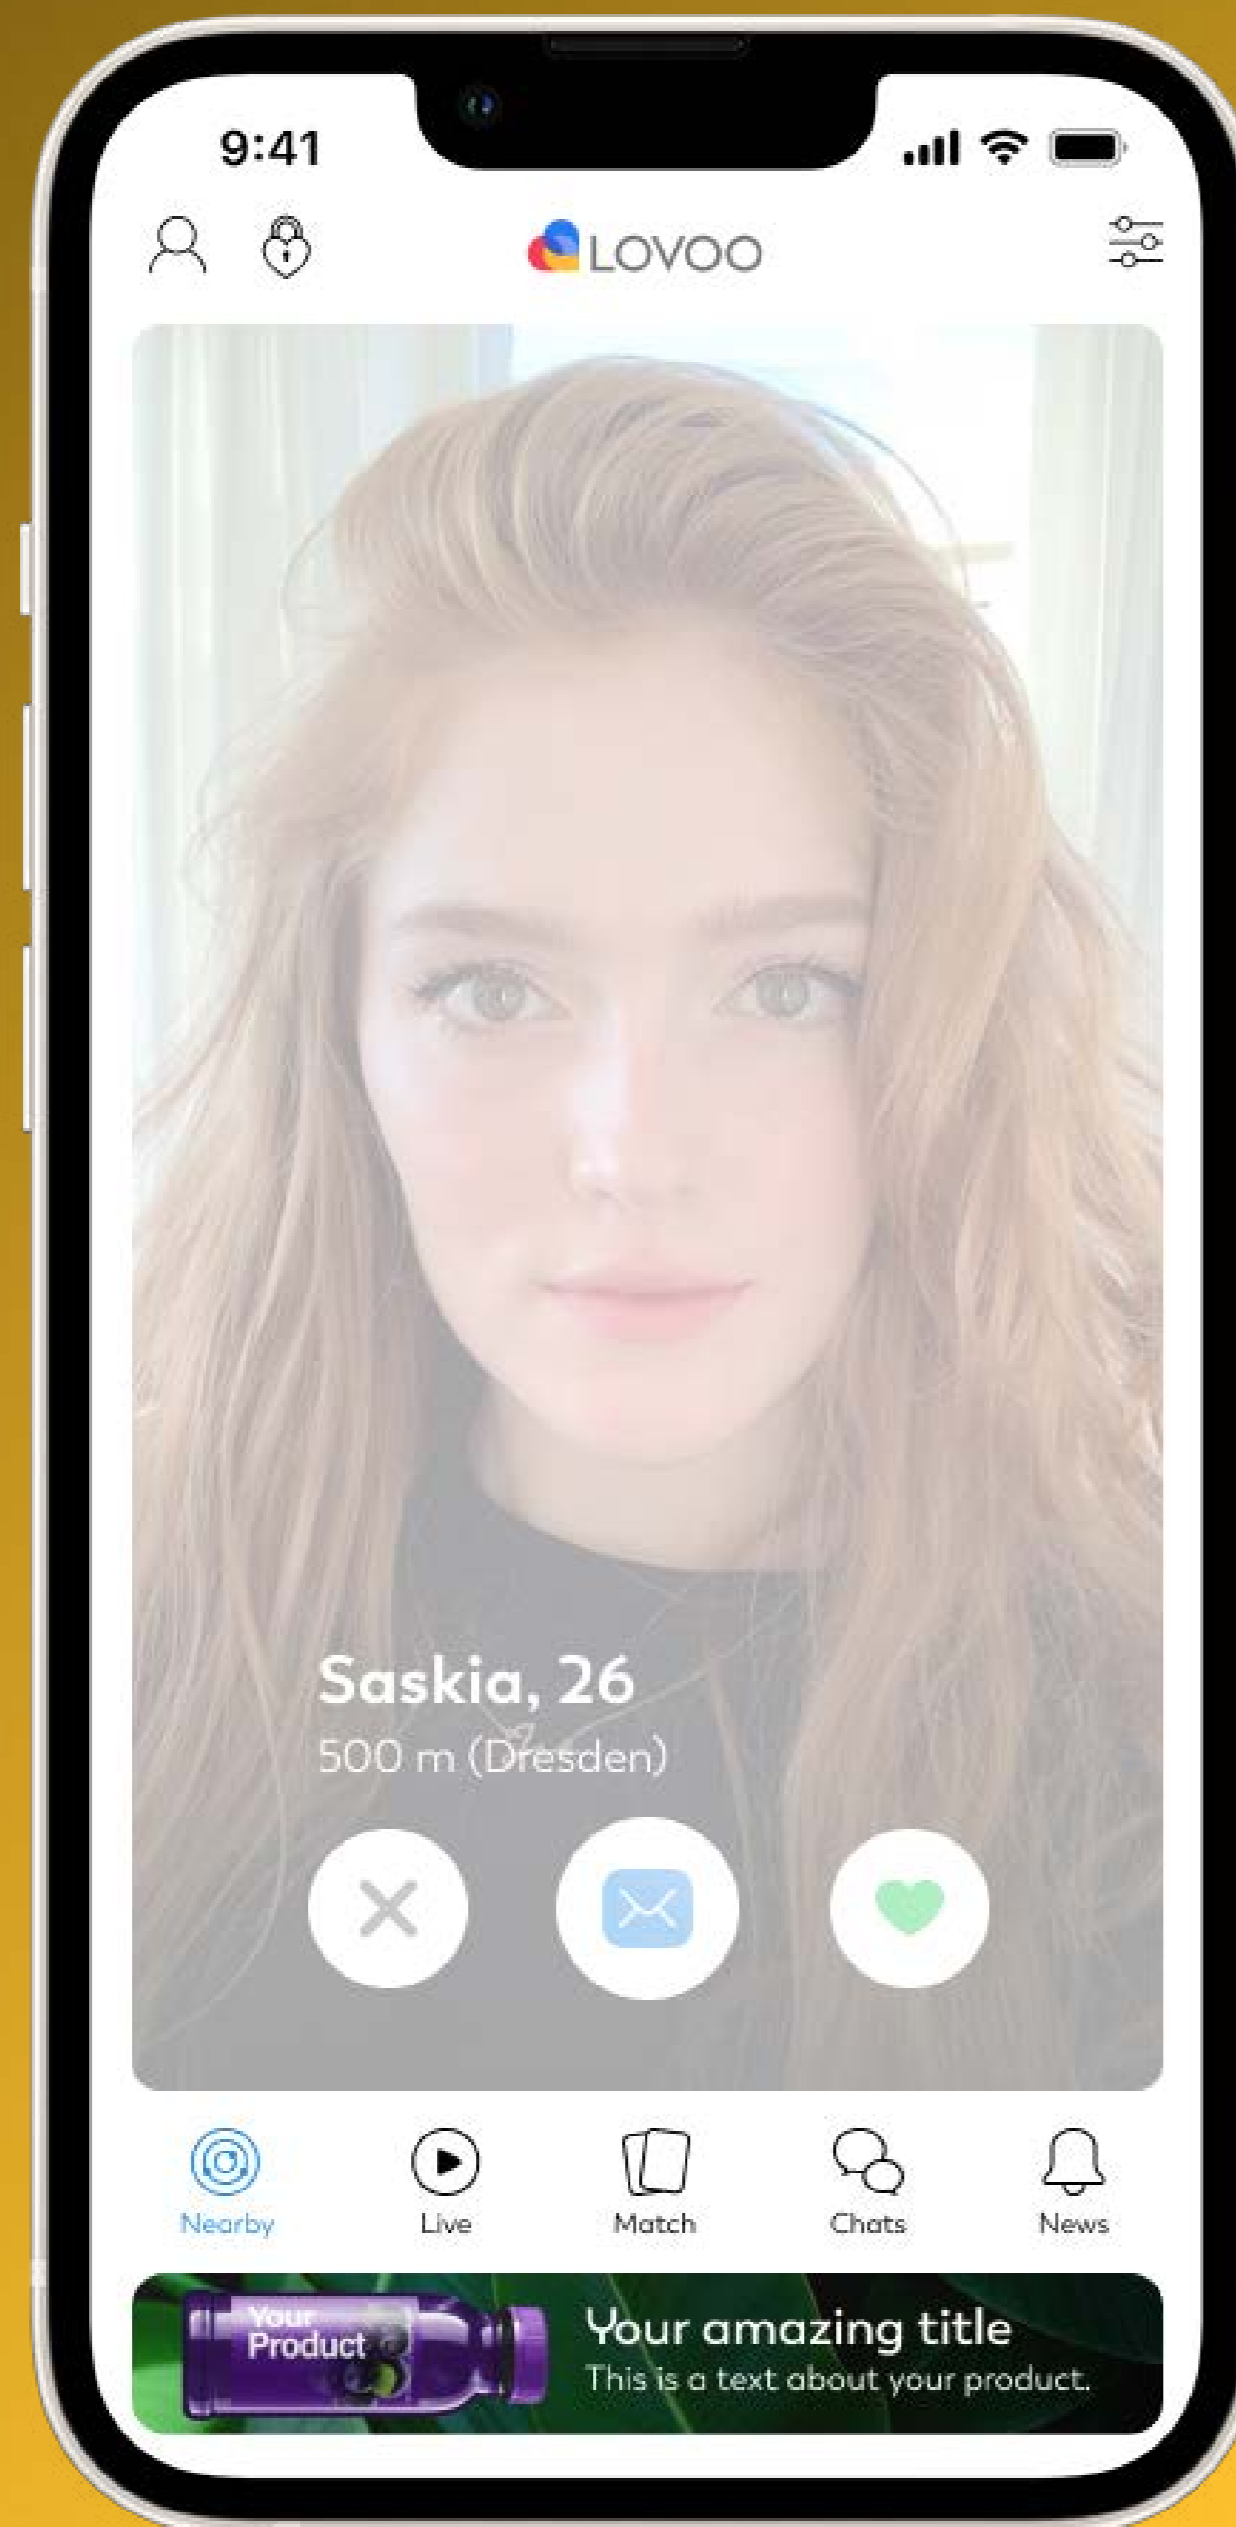 9:41
LOVOO
Saskia, 26
500 m (Dresden)
Nearby
Live
Match
Chats
News
Your
Product
Your amazing title
This is a text about your product.